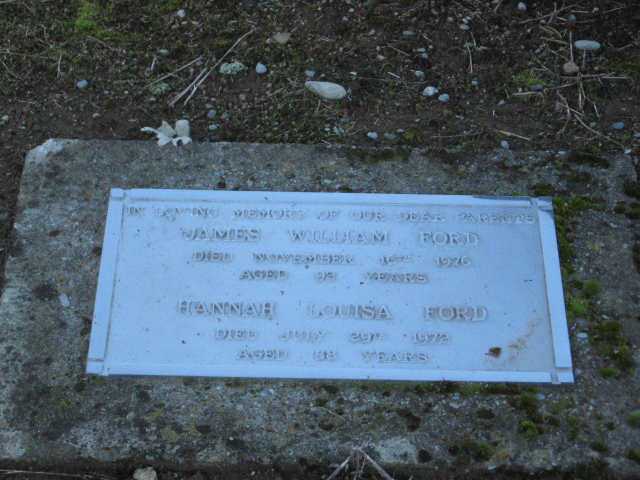 IN LOVING MEMORY OF OUR DEAR PARENTS
JAMES WILLIAM FORD
DIED NOVEMBER 16TH 1976
AGED 92 YEARS
HANNAH LOUISA FORD
DIED JULY 29TH 1972
AGED 88 YEARS